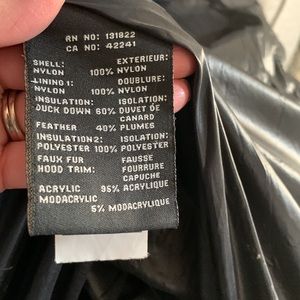 RN NO: 131822
CA NO: 42241
SHELL: EXTERIEUR:
NYLON 100% NYLON
LINING1: DOUBLURE:
NYLON 100% NYLON
INSULATION: ISOLATION:
DUCK DOWN 60% DUVET DE
CANARD
FEATHER 40% PLUMES
INSULATION2: ISOLATION:
POLYESTER 100% POLYESTER
FAUX FUR FAUSSE
HOOD TRIM: FOURRURE
CAPUCHE
ACRYLIC 95% ACRYLIQUE
MODACRYLIC
5% MODACRYLIQUE